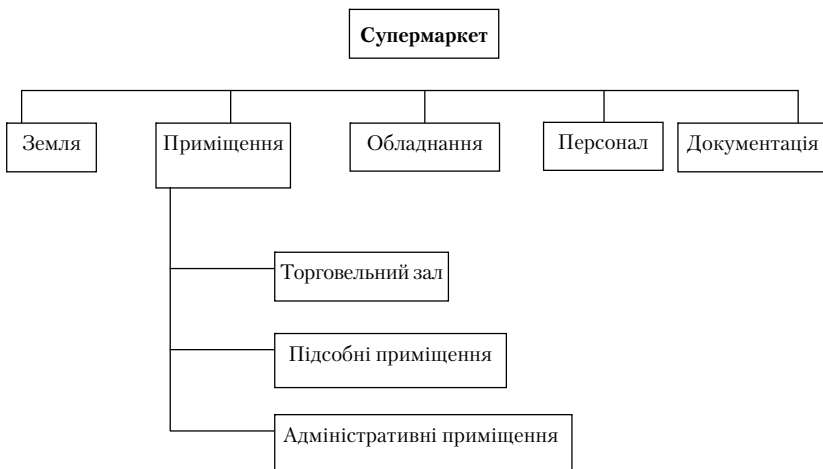 Супермаркет
Земля
Приміщення
Обладнання
Персонал
Документація
Торговельний зал
Підсобні приміщення
Адміністративні приміщення